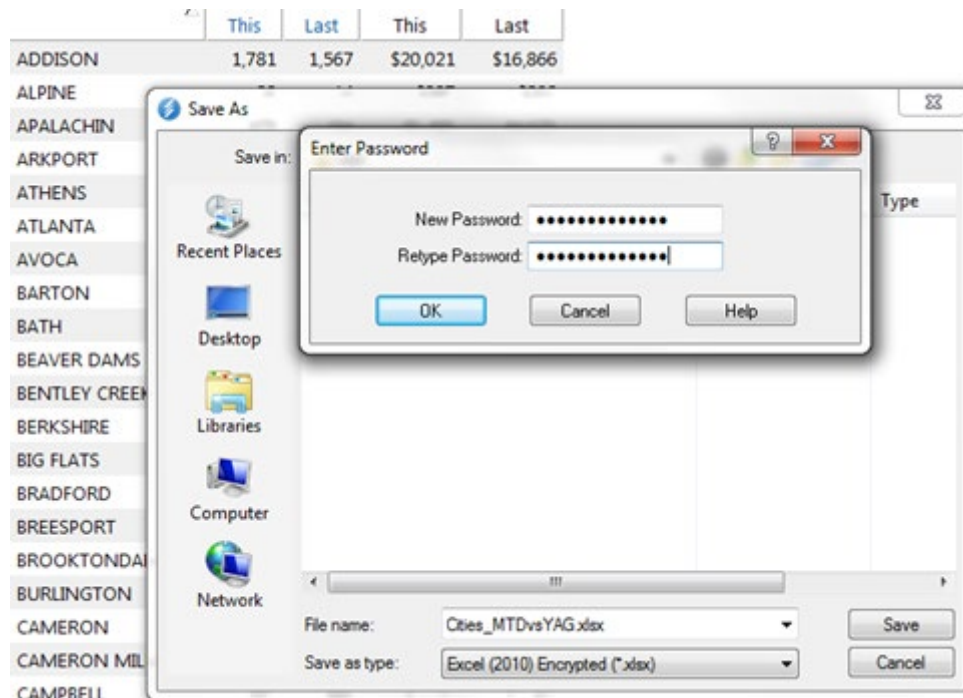 This Last This Last
ADDISON 1,781 1,567 $20,021 $16,866
ALPINE
APALACHIN
ARKPORT
ATHENS
ATLANTA
AVOCA
BARTON
BATH
BEAVER DAMS
BENTLEY CREEK
BERKSHIRE
BIG FLATS
BRADFORD
BREESPORT
BROOKTONDA
BURLINGTON
CAMERON
CAMERON MIL
CAMPBELL
Save As
Save in:
Enter Password
New Password:
Retype Password:
OK Cancel Help
Type
Recent Places
Desktop
Libraries
Computer
Network
File name: Cities_MTDvsYAG.xlsx Save
Save as type: Excel (2010) Encrypted (*.xlsx) Cancel